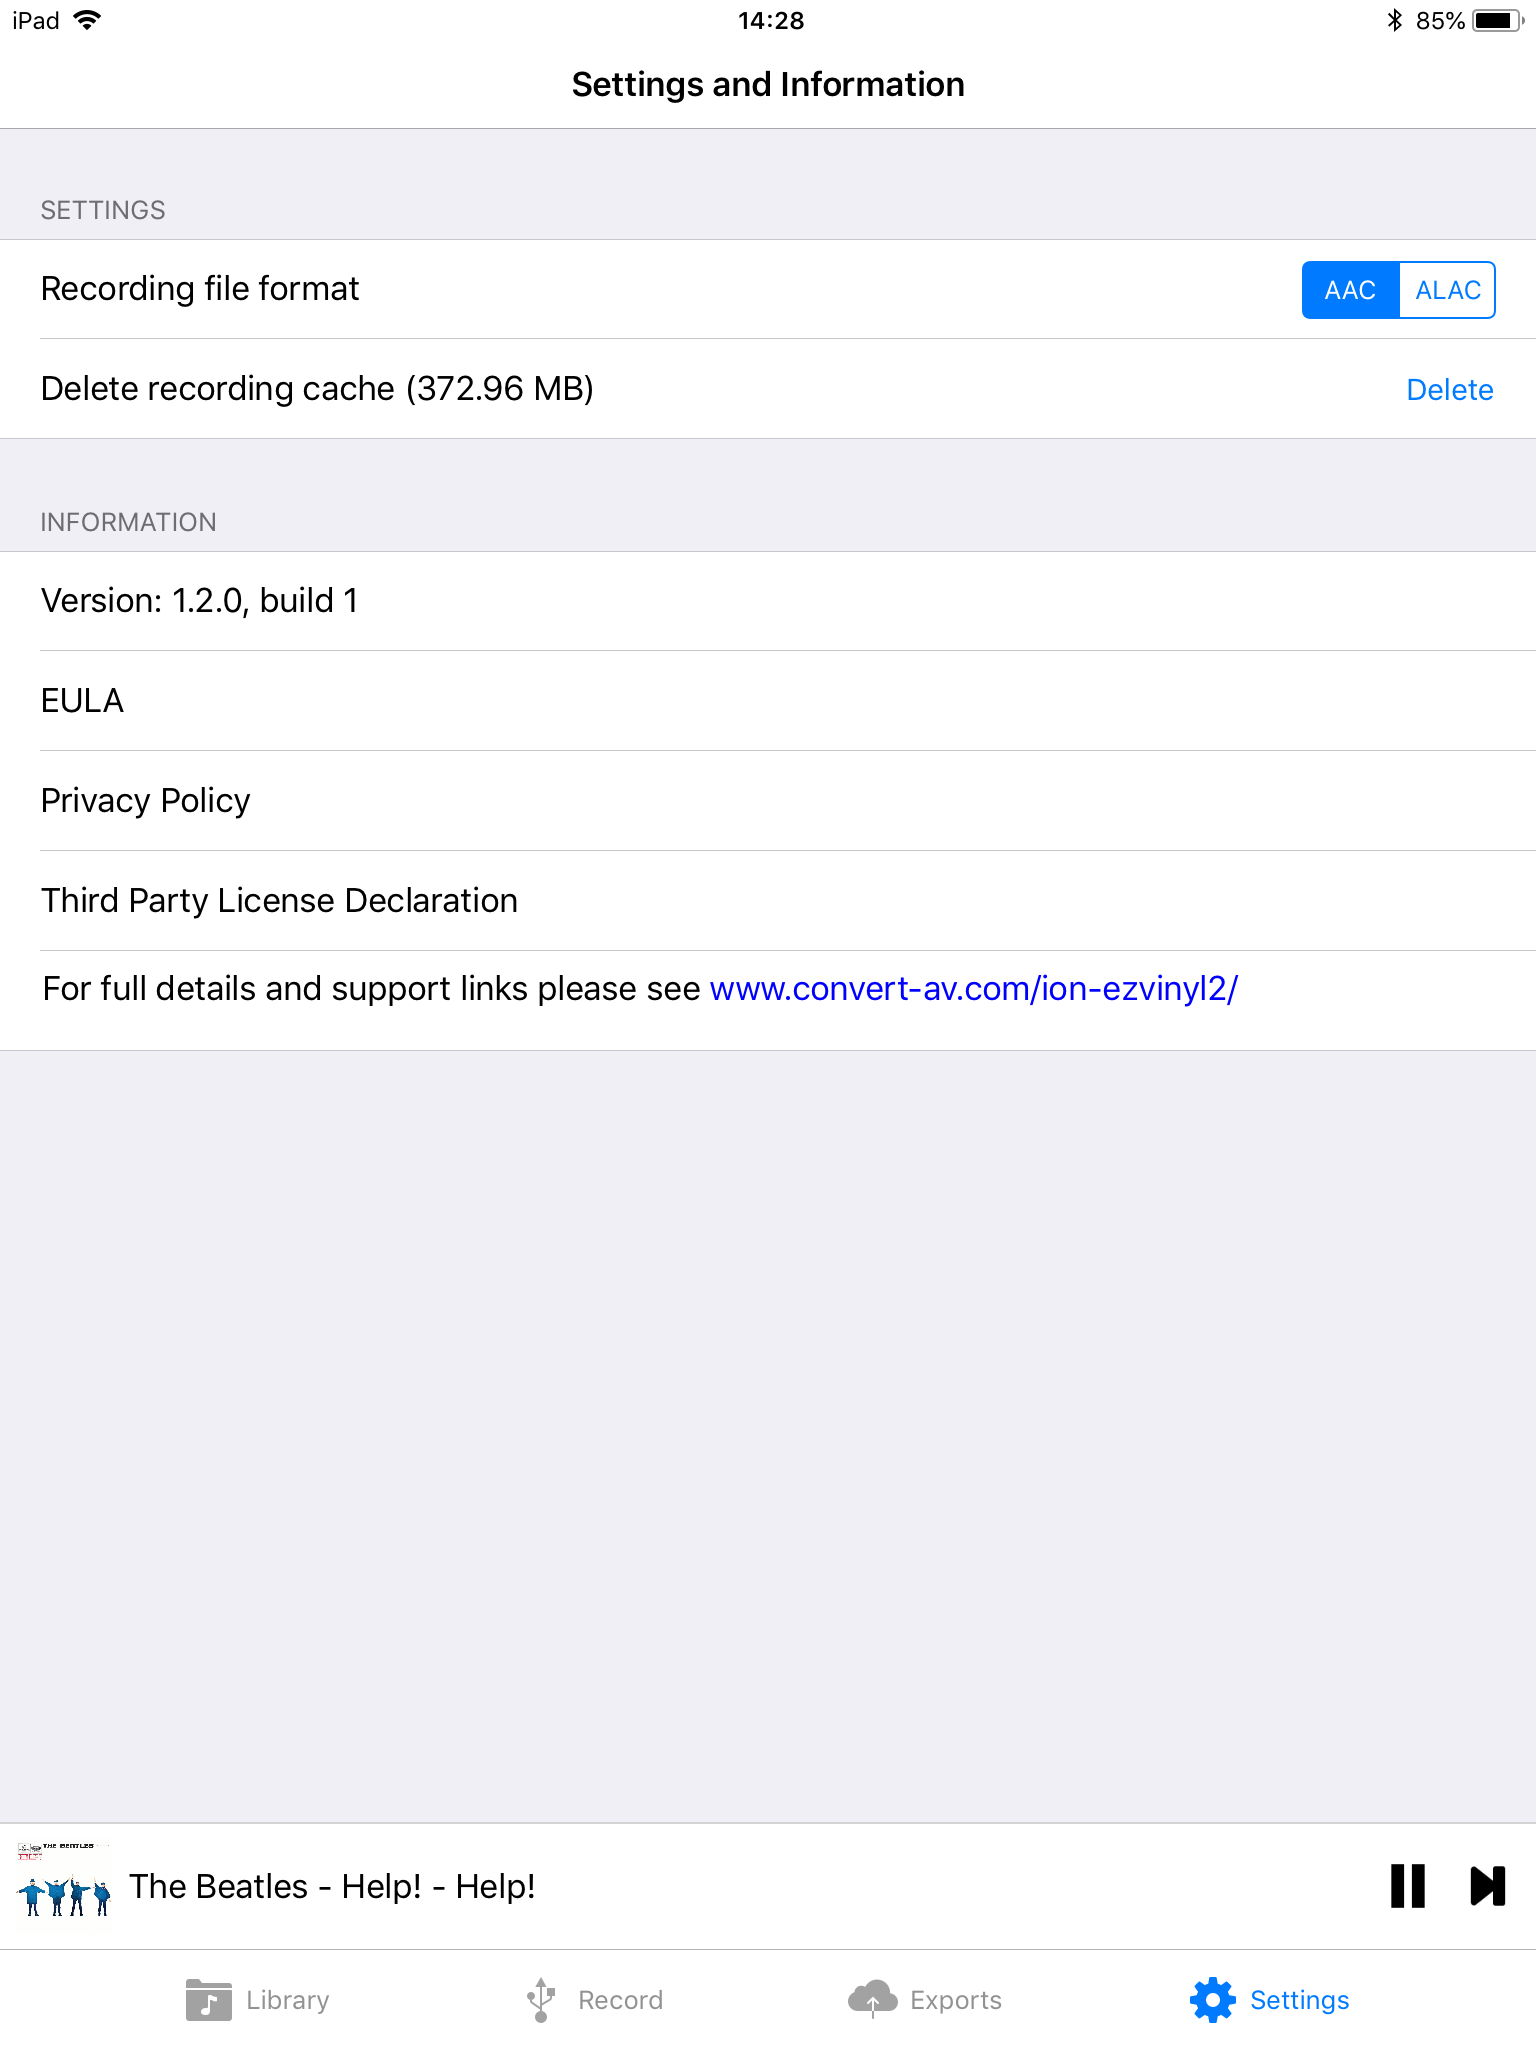 iPad 14:28 85%
Settings and Information
SETTINGS
Recording file format AAC ALAC
Delete recording cache (372.96 MB) Delete
INFORMATION
Version: 1.2.0, build 1
EULA
Privacy Policy
Third Party License Declaration
For full details and support links please see www.convert-av.com/ion-ezvinyl2/
THE BEATLES
The Beatles - Help! - Help!
Library Record Exports Settings